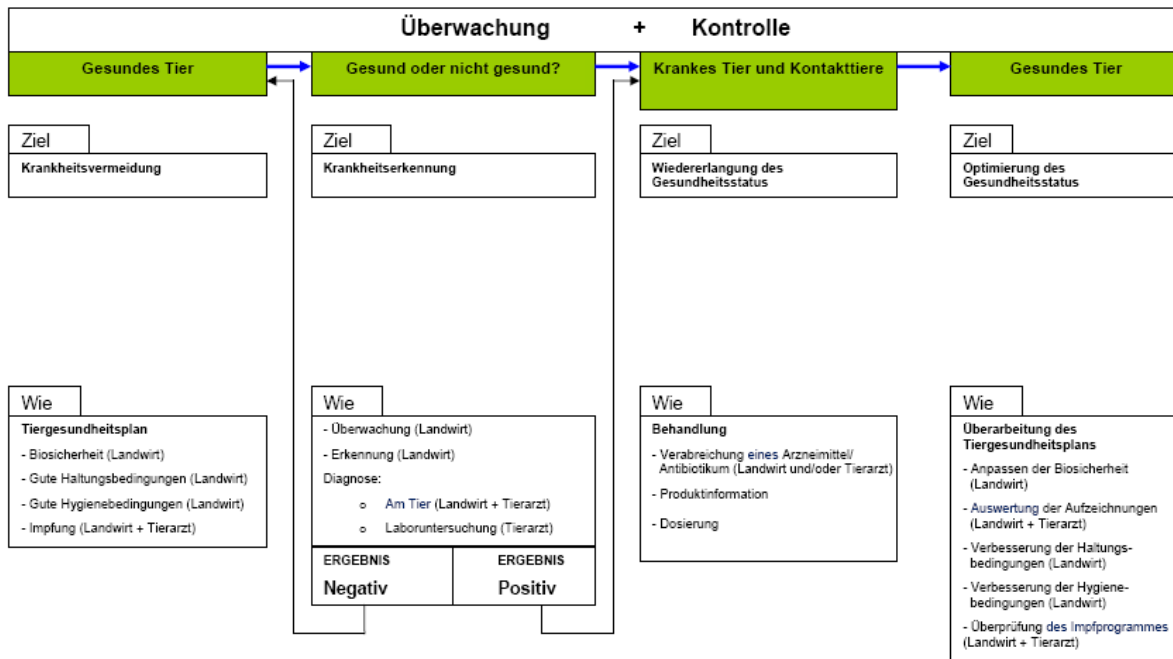 Überwachung + Kontrolle
Gesundes Tier
Gesund oder nicht gesund?
Krankes Tier und Kontakttiere
Gesundes Tier
Ziel
Krankheitsvermeidung
Ziel
Krankheitserkennung
Ziel
Wiedererlangung des
Gesundheitsstatus
Ziel
Optimierung des
Gesundheitsstatus
Wie
Tiergesundheitsplan
- Biosicherheit (Landwirt)
- Gute Haltungsbedingungen (Landwirt)
- Gute Hygienebedingungen (Landwirt)
- Impfung (Landwirt + Tierarzt)
Wie
- Überwachung (Landwirt)
- Erkennung (Landwirt)
Diagnose:
o Am Tier (Landwirt + Tierarzt)
o Laboruntersuchung (Tierarzt)
ERGEBNIS
Negativ
ERGEBNIS
Positiv
Wie
Behandlung
- Verabreichung eines Arzneimittel/
Antibiotikum (Landwirt und/oder Tierarzt)
- Produktinformation
- Dosierung
Wie
Überarbeitung des
Tiergesundheitsplans
- Anpassen der Biosicherheit
(Landwirt)
- Auswertung der Aufzeichnungen
(Landwirt + Tierarzt)
- Verbesserung der Haltungs-
bedingungen (Landwirt)
- Verbesserung der Hygiene-
bedingungen (Landwirt)
- Überprüfung des Impfprogrammes
(Landwirt + Tierarzt)